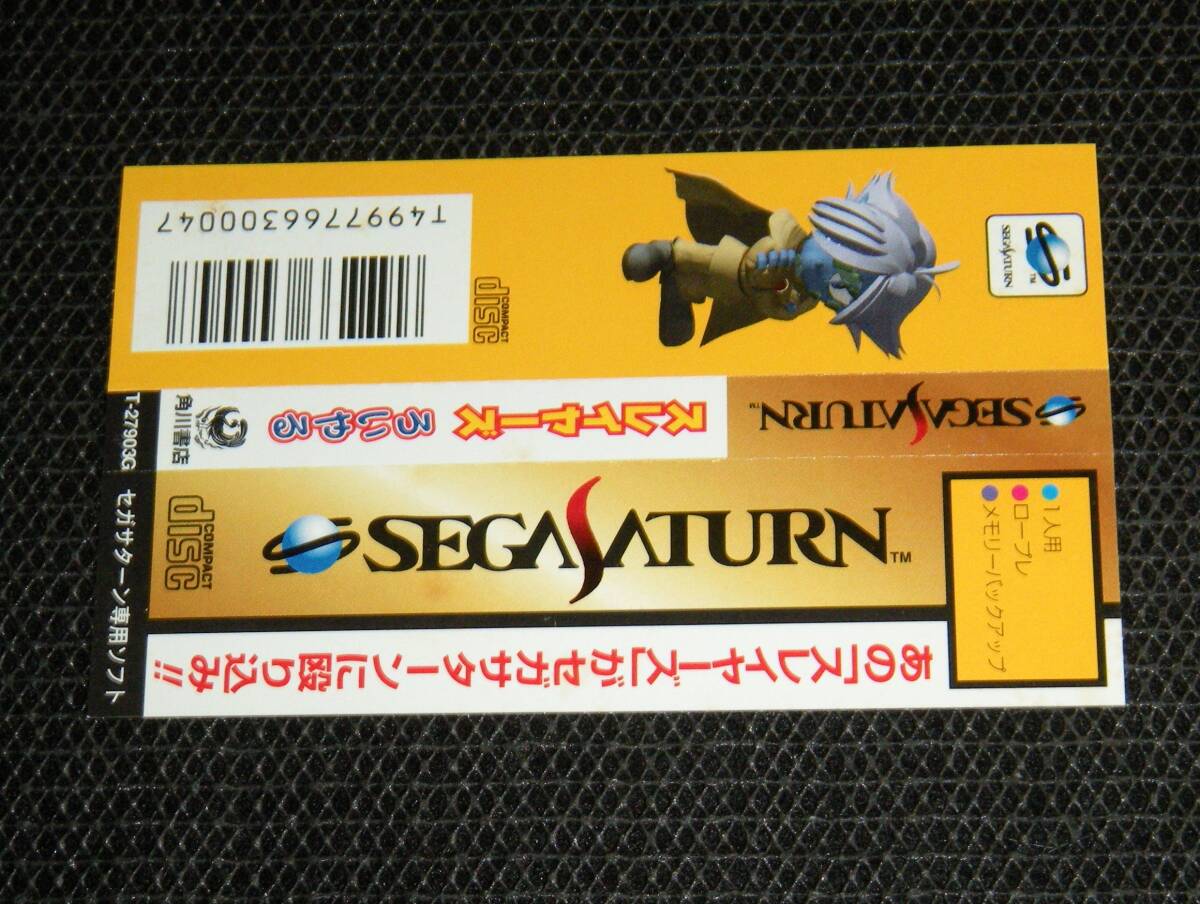 T4997766300047
COMPACT
disc
SEGASATURN
TM
T-27903G セガサターン専用ソフト
角川書店
スレイヤーズ
ろいやる
SEGASATURN
TM
COMPACT
disc
SEGASATURN™
1人用
ロープレ
メモリーバックアップ
あの「スレイヤーズ」がセガサターンに殴り込み!!